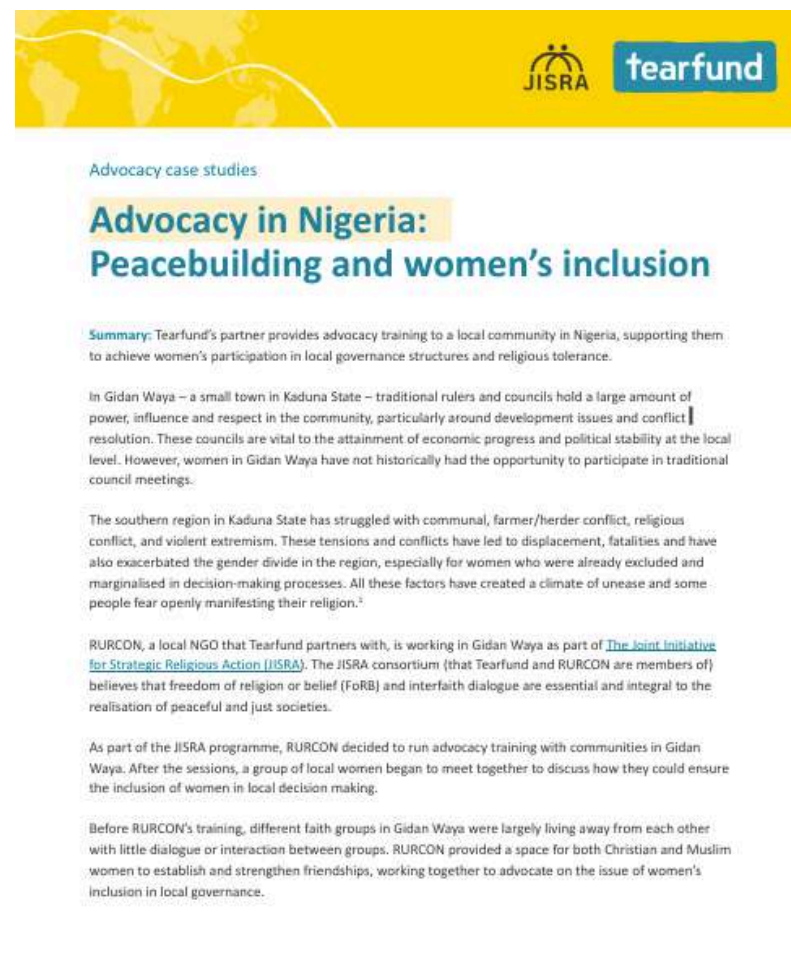 JISRA
tearfund
Advocacy case studies
Advocacy in Nigeria:
Peacebuilding and women's inclusion
Summary: Tearfund's partner provides advocacy training to a local community in Nigeria, supporting them
to achieve women's participation in local governance structures and religious tolerance.
In Gidan Waya – a small town in Kaduna State – traditional rulers and councils hold a large amount of
power, influence and respect in the community, particularly around development issues and conflict
resolution. These councils are vital to the attainment of economic progress and political stability at the local
level. However, women in Gidan Waya have not historically had the opportunity to participate in traditional
council meetings.
The southern region in Kaduna State has struggled with communal, farmer/herder conflict, religious
conflict, and violent extremism. These tensions and conflicts have led to displacement, fatalities and have
also exacerbated the gender divide in the region, especially for women who were already excluded and
marginalised in decision-making processes. All these factors have created a climate of unease and some
people fear openly manifesting their religion.¹
RURCON, a local NGO that Tearfund partners with, is working in Gidan Waya as part of The Joint Initiative
for Strategic Religious Action (JISRA). The JISRA consortium (that Tearfund and RURCON are members of)
believes that freedom of religion or belief (FoRB) and interfaith dialogue are essential and integral to the
realisation of peaceful and just societies.
As part of the JISRA programme, RURCON decided to run advocacy training with communities in Gidan
Waya. After the sessions, a group of local women began to meet together to discuss how they could ensure
the inclusion of women in local decision making.
Before RURCON's training, different faith groups in Gidan Waya were largely living away from each other
with little dialogue or interaction between groups. RURCON provided a space for both Christian and Muslim
women to establish and strengthen friendships, working together to advocate on the issue of women's
inclusion in local governance.